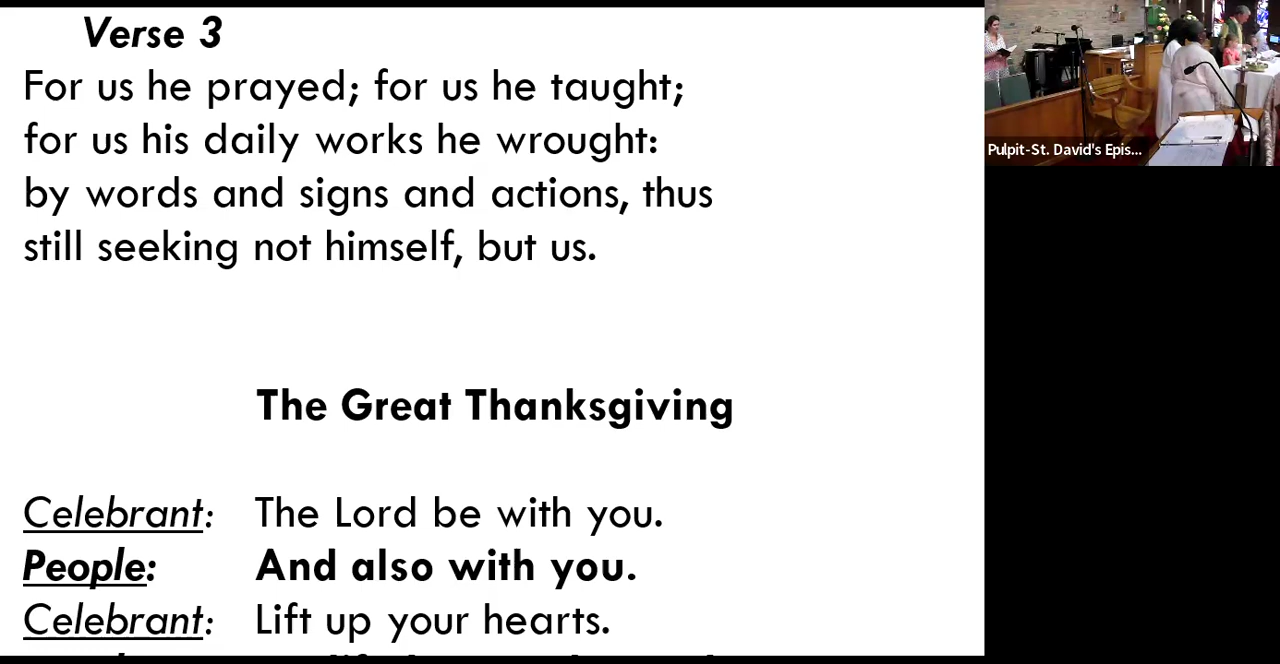 Verse 3
For us he prayed; for us he taught;
for us his daily works he wrought:
by words and signs and actions, thus
still seeking not himself, but us.
The Great Thanksgiving
Celebrant: The Lord be with you.
People: And also with you.
Celebrant: Lift up your hearts.
Pulpit-St. David's Epis...